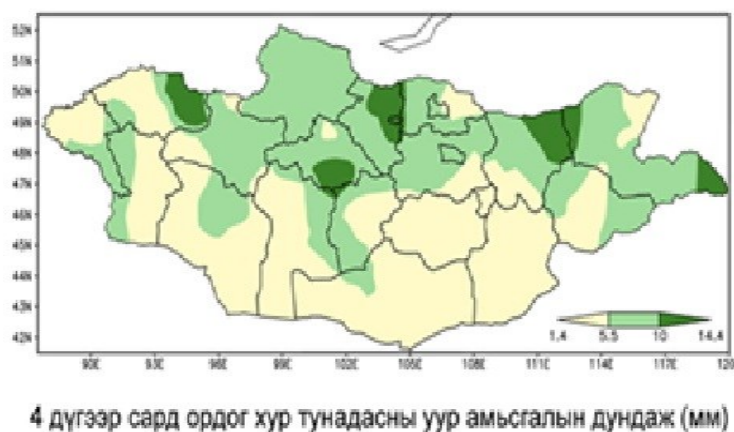 52N
51N
50N
49N
48N
47N
46N
45N
44N
43N
42N
1.4 5.5 10 14.4
90E 93E 96E 99E 102E 105E 108E 111E 114E 117E 120
4 дүгээр сард ордог хур тунадасны уур амьсгалын дундаж (мм)